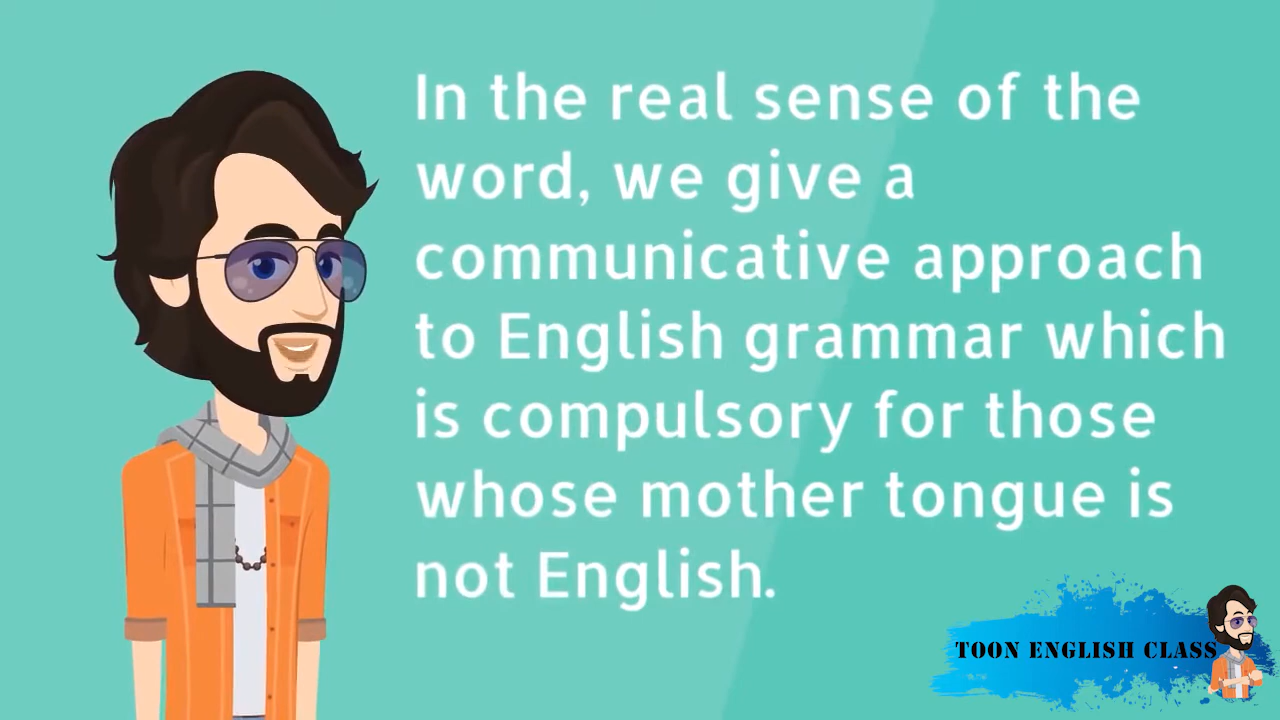 In the real sense of the
word, we give a
communicative approach
to English grammar which
is compulsory for those
whose mother tongue is
not English.
TOON ENGLISH CLASS